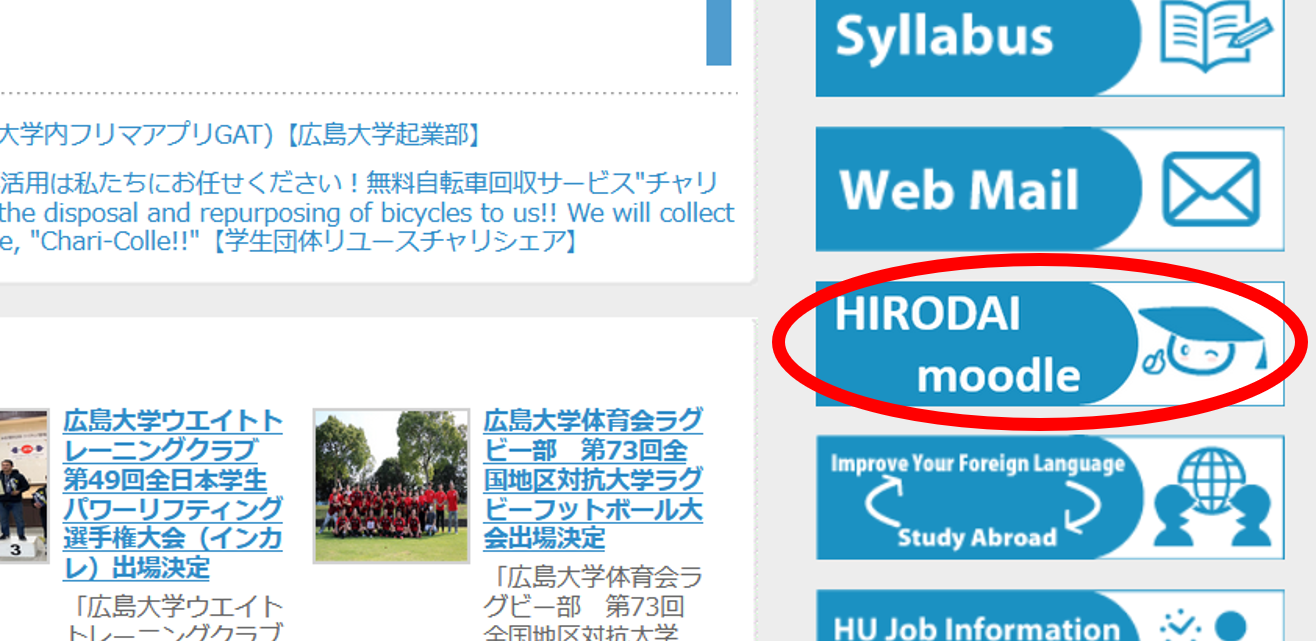 大学内フリマアプリGAT)【広島大学起業部】
活用は私たちにお任せください！無料自転車回収サービス"チャリ
the disposal and repurposing of bicycles to us!! We will collect
e, "Chari-Colle!!"【学生団体リユースチャリシェア】
3
広島大学ウエイトト
レーニングクラブ
第49回全日本学生
パワーリフティング
選手権大会（インカ
レ）出場決定
「広島大学ウエイト
トレーニングクラブ
広島大学体育会ラグ
ビー部　第73回全
国地区対抗大学ラグ
ビーフットボール大
会出場決定
「広島大学体育会ラ
グビー部　第73回
全国地区対抗大学
Syllabus
Web Mail
HIRODAI
moodle
Improve Your Foreign Language
Study Abroad
HU Job Information